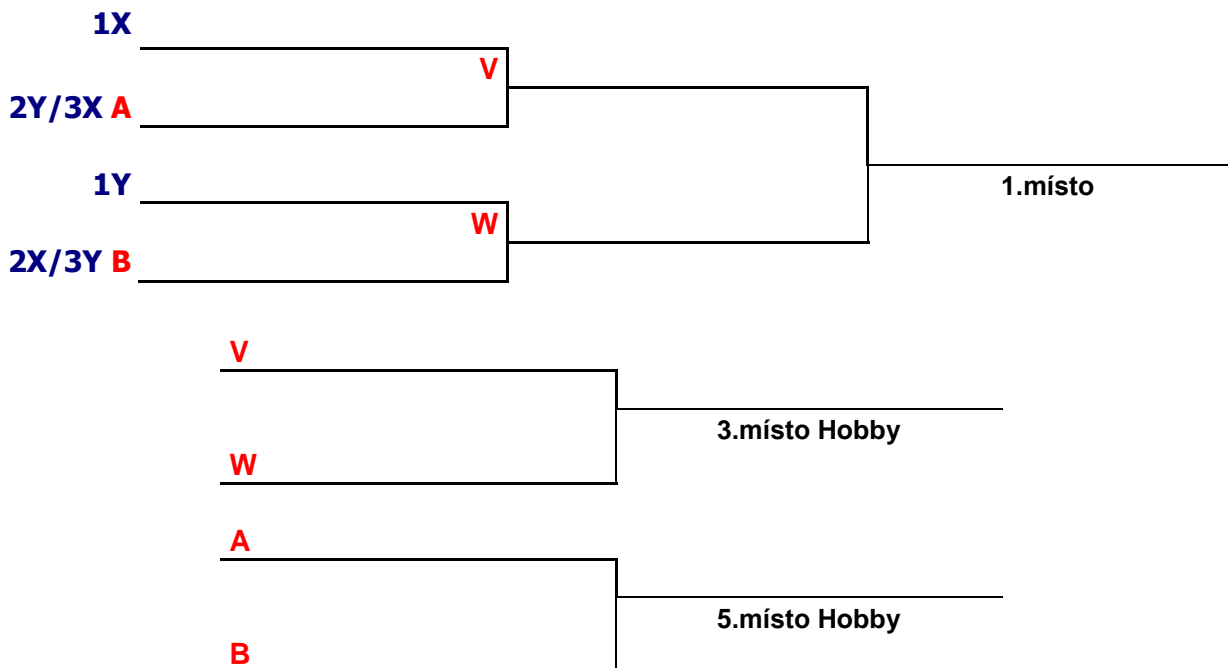 1X
V
2Y/3X A
1Y
1.místo
W
2X/3Y B
V
3.místo Hobby
W
A
5.místo Hobby
B